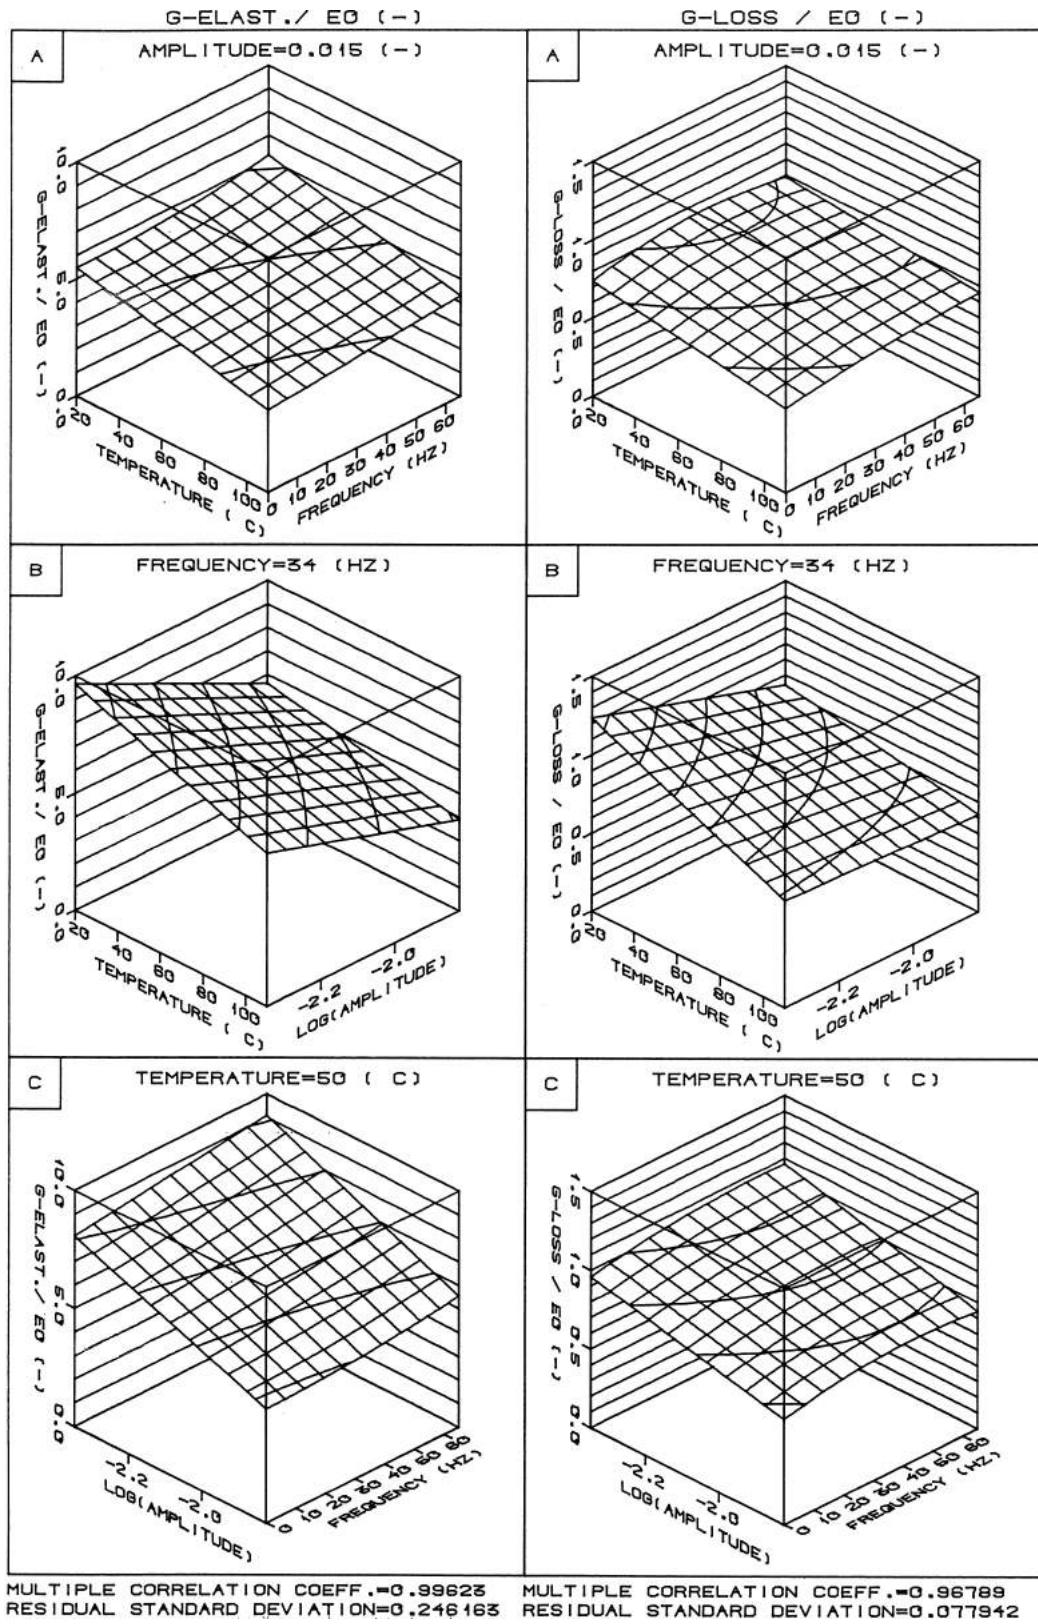 G-ELAST./ E0 (-)
A
AMPLITUDE=0.015 (-)
G-ELAST./ E0 (-)
10.0
5.0
0.0
20 40 60 80 100
TEMPERATURE ( C)
0 10 20 30 40 50 60
FREQUENCY (HZ)
G-LOSS / E0 (-)
A
AMPLITUDE=0.015 (-)
G-LOSS / E0 (-)
1.5
1.0
0.5
0.0
20 40 60 80 100
TEMPERATURE ( C)
0 10 20 30 40 50 60
FREQUENCY (HZ)
B
FREQUENCY=34 (HZ)
G-ELAST./ E0 (-)
10.0
5.0
0.0
20 40 60 80 100
TEMPERATURE ( C)
-2.2 -2.0
LOG(AMPLITUDE)
B
FREQUENCY=34 (HZ)
G-LOSS / E0 (-)
1.5
1.0
0.5
0.0
20 40 60 80 100
TEMPERATURE ( C)
-2.2 -2.0
LOG(AMPLITUDE)
C
TEMPERATURE=50 ( C)
G-ELAST./ E0 (-)
10.0
5.0
0.0
-2.2 -2.0
LOG(AMPLITUDE)
0 10 20 30 40 50 60
FREQUENCY (HZ)
C
TEMPERATURE=50 ( C)
G-LOSS / E0 (-)
1.5
1.0
0.5
0.0
-2.2 -2.0
LOG(AMPLITUDE)
0 10 20 30 40 50 60
FREQUENCY (HZ)
MULTIPLE CORRELATION COEFF.=0.99623
RESIDUAL STANDARD DEVIATION=0.246163
MULTIPLE CORRELATION COEFF.=0.96789
RESIDUAL STANDARD DEVIATION=0.077942